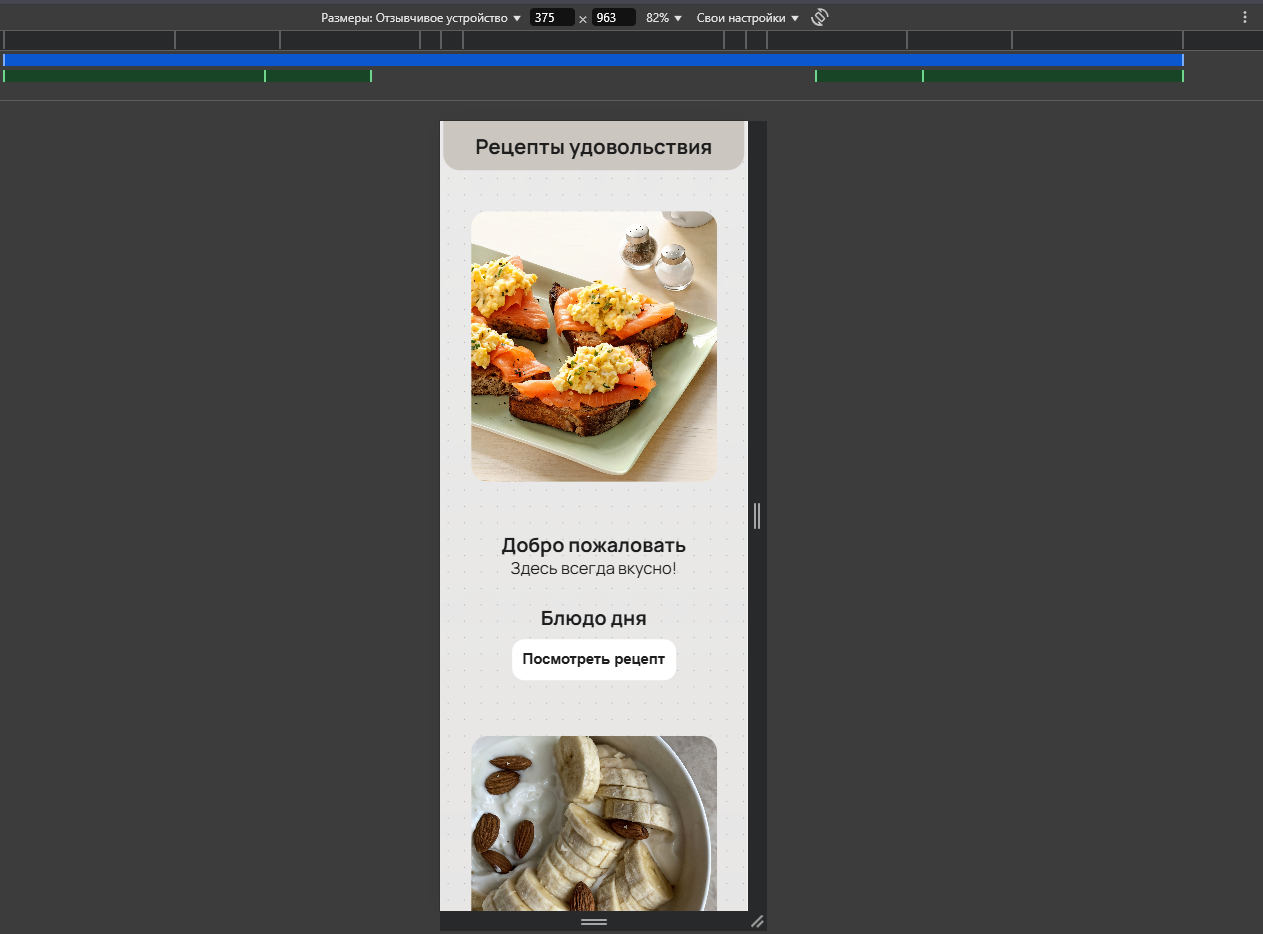 Размеры: Отзывчивое устройство 375 × 963 82% Свои настройки
Рецепты удовольствия
Добро пожаловать
Здесь всегда вкусно!
Блюдо дня
Посмотреть рецепт